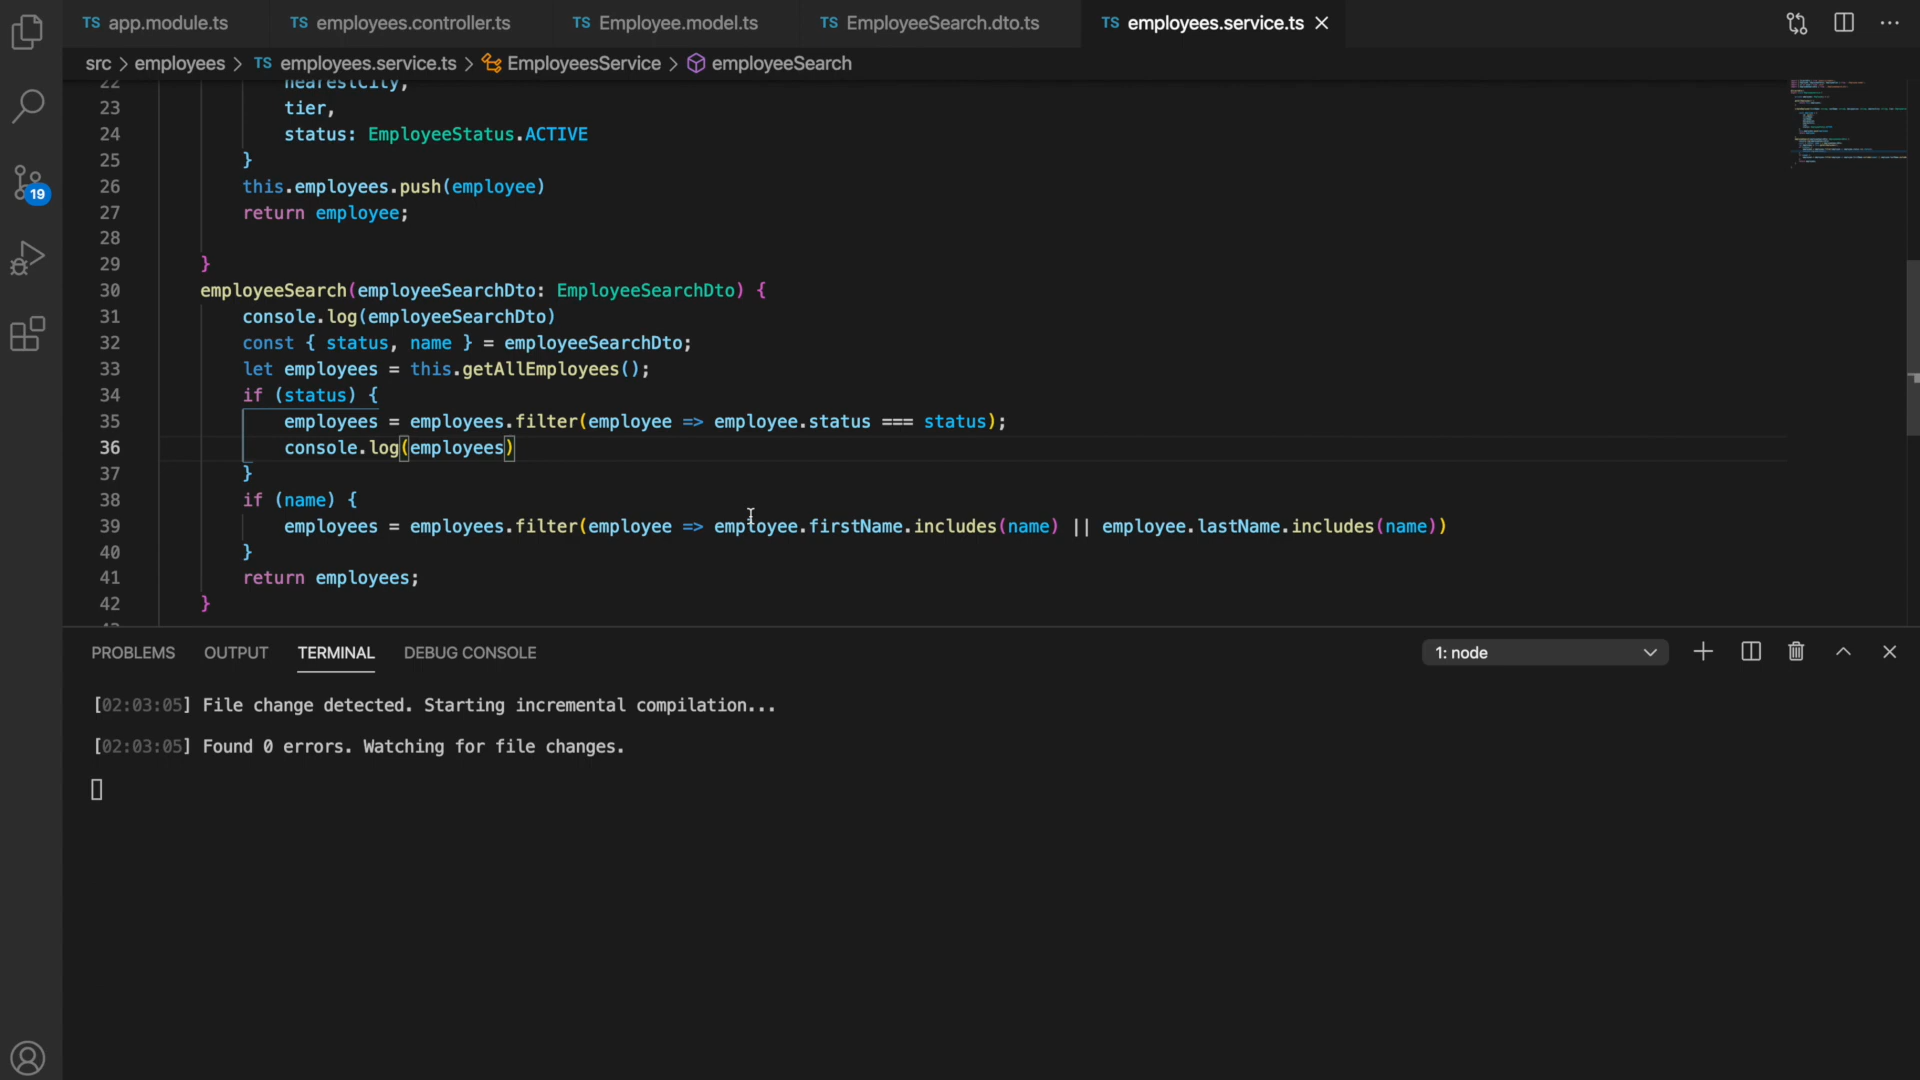 TS app.module.ts TS employees.controller.ts TS Employee.model.ts TS EmployeeSearch.dto.ts TS employees.service.ts
src > employees > TS employees.service.ts > EmployeesService > employeeSearch
22 nearestCity,
23 tier,
24 status: EmployeeStatus.ACTIVE
25 }
26 this.employees.push(employee)
27 return employee;
28
29 }
30 employeeSearch(employeeSearchDto: EmployeeSearchDto) {
31 console.log(employeeSearchDto)
32 const { status, name } = employeeSearchDto;
33 let employees = this.getAllEmployees();
34 if (status) {
35 employees = employees.filter(employee => employee.status === status);
36 console.log(employees)
37 }
38 if (name) {
39 employees = employees.filter(employee => employee.firstName.includes(name) || employee.lastName.includes(name))
40 }
41 return employees;
42 }
19
PROBLEMS OUTPUT TERMINAL DEBUG CONSOLE 1: node
[02:03:05] File change detected. Starting incremental compilation...
[02:03:05] Found 0 errors. Watching for file changes.